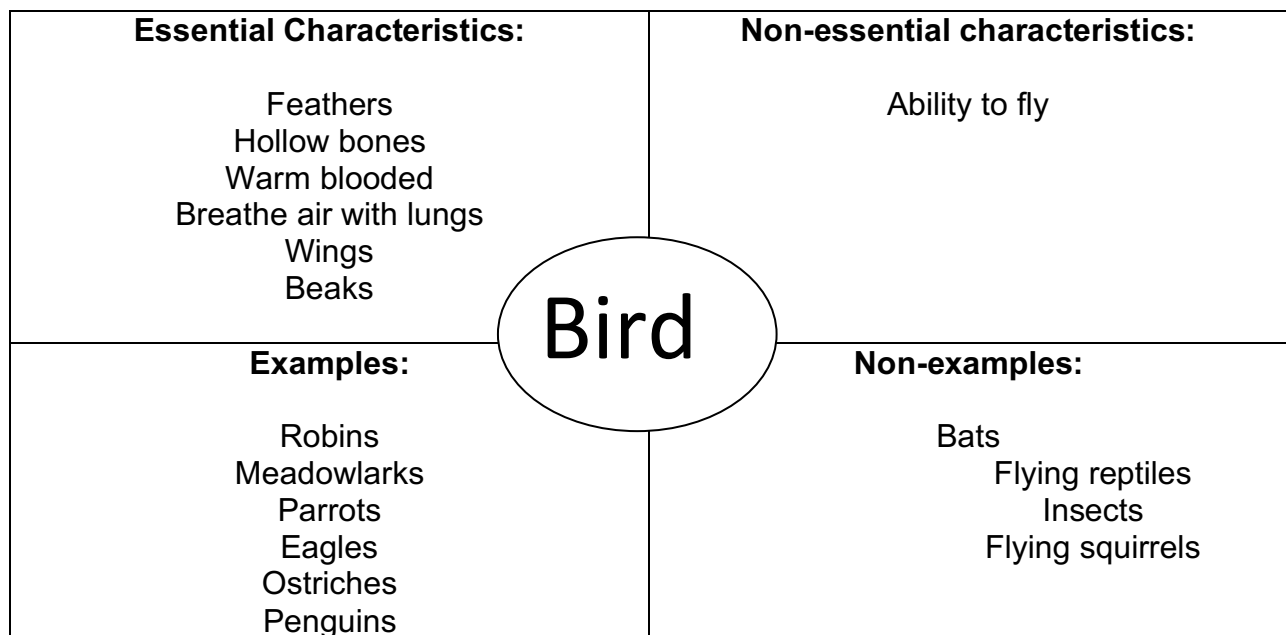 Essential Characteristics:
Feathers
Hollow bones
Warm blooded
Breathe air with lungs
Wings
Beaks
Non-essential characteristics:
Ability to fly
Bird
Examples:
Robins
Meadowlarks
Parrots
Eagles
Ostriches
Penguins
Non-examples:
Bats
Flying reptiles
Insects
Flying squirrels